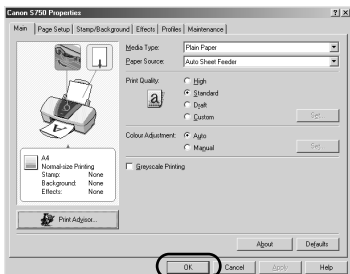 Canon S750 Properties
Main Page Setup Stamp/Background Effects Profiles Maintenance
Media Type: Plain Paper
Paper Source: Auto Sheet Feeder
Print Quality: High
Standard
Draft
Custom Set...
Colour Adjustment: Auto
Manual Set...
A4
Normal-size Printing
Stamp: None
Background: None
Effects: None
Greyscale Printing
Print Advisor...
About Defaults
OK Cancel Apply Help